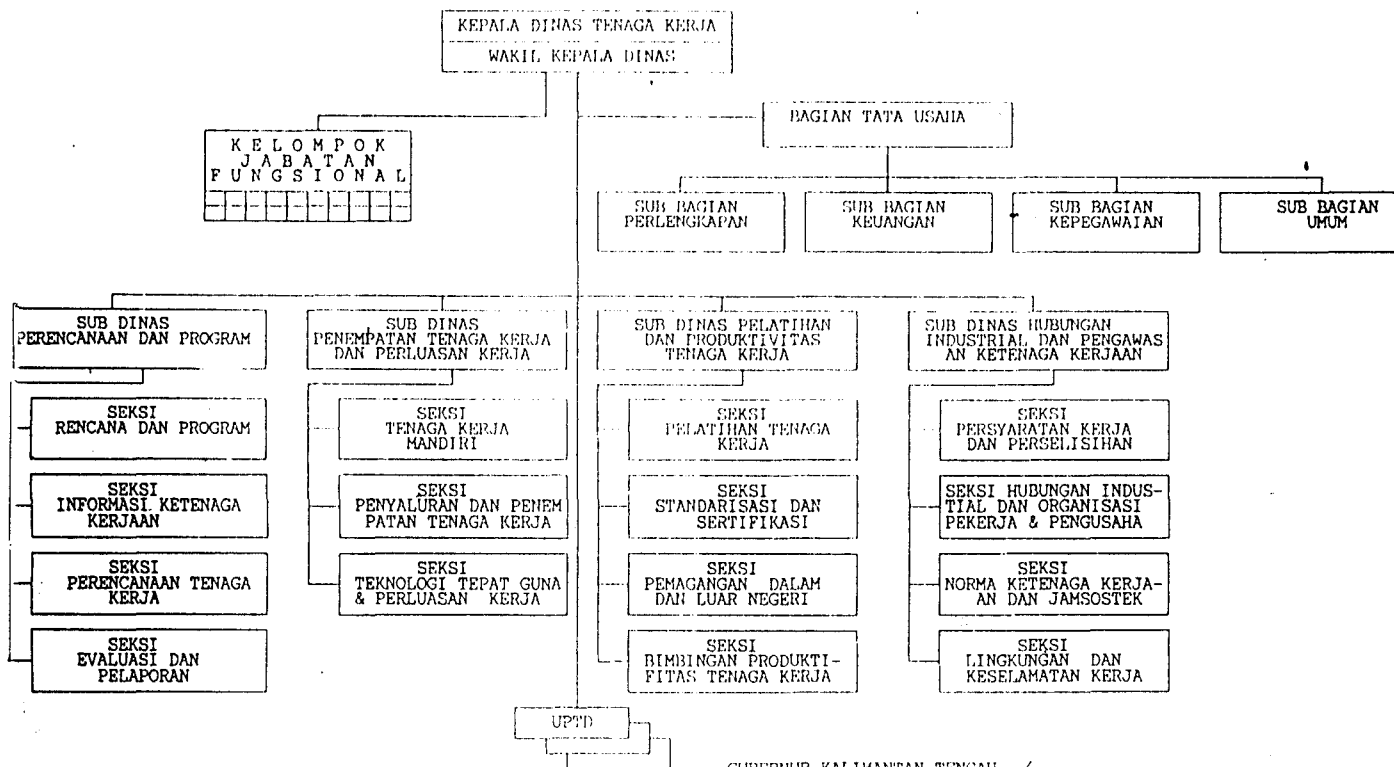 KEPALA DINAS TENAGA KERJA
WAKIL KEPALA DINAS
BAGIAN TATA USAHA
K E L O M P O K
J A B A T A N
F U N G S I O N A L
SUB BAGIAN
PERLENGKAPAN
SUB BAGIAN
KEUANGAN
SUB BAGIAN
KEPEGAWAIAN
SUB BAGIAN
UMUM
SUB DINAS
PERENCANAAN DAN PROGRAM
SUB DINAS
PENEMPATAN TENAGA KERJA
DAN PERLUASAN KERJA
SUB DINAS PELATIHAN
DAN PRODUKTIVITAS
TENAGA KERJA
SUB DINAS HUBUNGAN
INDUSTRIAL DAN PENGAWAS
AN KETENAGA KERJAAN
SEKSI
RENCANA DAN PROGRAM
SEKSI
TENAGA KERJA
MANDIRI
SEKSI
PELATIHAN TENAGA
KERJA
SEKSI
PERSYARATAN KERJA
DAN PERSELISIHAN
SEKSI
INFORMASI KETENAGA
KERJAAN
SEKSI
PENYALURAN DAN PENEM
PATAN TENAGA KERJA
SEKSI
STANDARISASI DAN
SERTIFIKASI
SEKSI HUBUNGAN INDUS-
TIAL DAN ORGANISASI
PEKERJA & PENGUSAHA
SEKSI
PERENCANAAN TENAGA
KERJA
SEKSI
TEKNOLOGI TEPAT GUNA
& PERLUASAN KERJA
SEKSI
PEMAGANGAN DALAM
DAN LUAR NEGERI
SEKSI
NORMA KETENAGA KERJA-
AN DAN JAMSOSTEK
SEKSI
EVALUASI DAN
PELAPORAN
SEKSI
BIMBINGAN PRODUKTI-
FITAS TENAGA KERJA
SEKSI
LINGKUNGAN DAN
KESELAMATAN KERJA
UPTD
GUBERNUR KALIMANTAN TENGAH